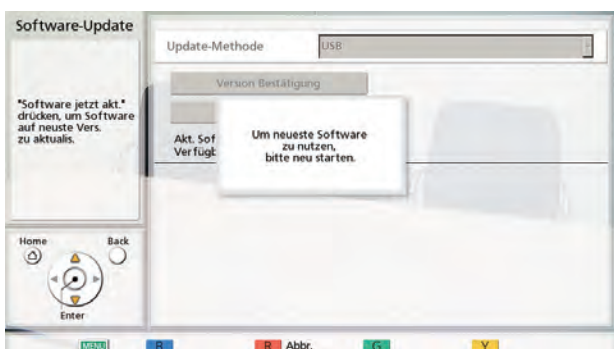 Software-Update
"Software jetzt akt."
drücken, um Software
auf neuste Vers.
zu aktualis.
Update-Methode USB
Version Bestätigung
Akt. Sof
Verfügb
Um neueste Software
zu nutzen,
bitte neu starten.
Home Back
Enter
MENU B R Abbr. G Y